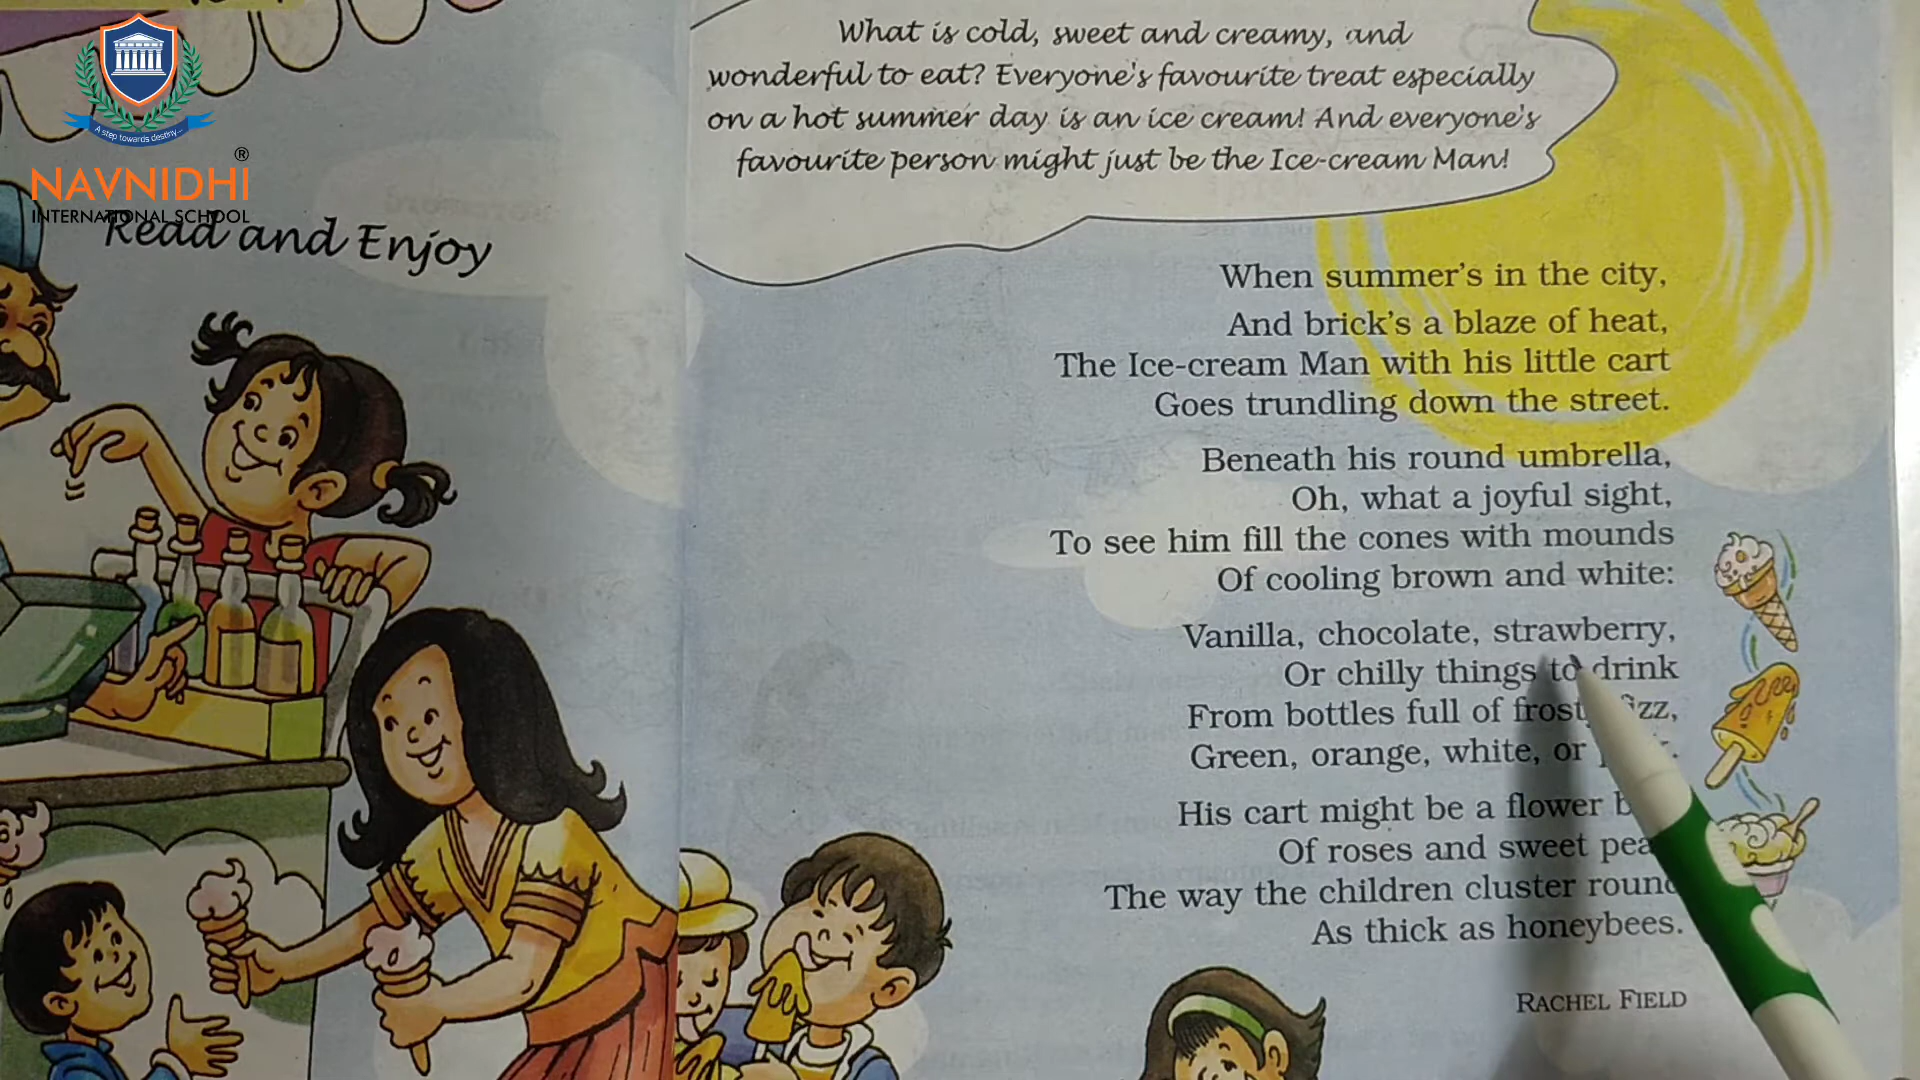 A step towards destiny...
NAVNIDHI®
INTERNATIONAL SCHOOL
Read and Enjoy
What is cold, sweet and creamy, and
wonderful to eat? Everyone's favourite treat especially
on a hot summer day is an ice cream! And everyone's
favourite person might just be the Ice-cream Man!
When summer's in the city,
And brick's a blaze of heat,
The Ice-cream Man with his little cart
Goes trundling down the street.
Beneath his round umbrella,
Oh, what a joyful sight,
To see him fill the cones with mounds
Of cooling brown and white:
Vanilla, chocolate, strawberry,
Or chilly things to drink
From bottles full of frosty fizz,
Green, orange, white, or
His cart might be a flower
Of roses and sweet
The way the children cluster round
As thick as honeybees.
RACHEL FIELD